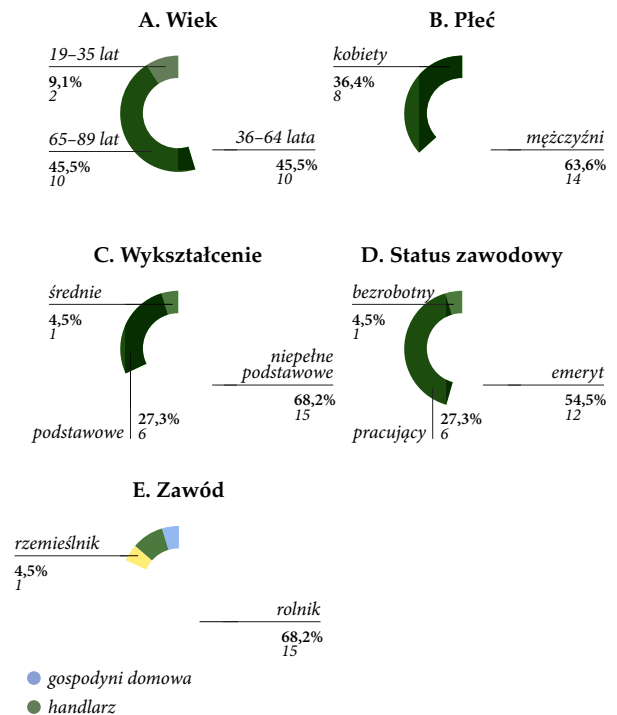 A. Wiek
19–35 lat
9,1%
2
65–89 lat
45,5%
10
36–64 lata
45,5%
10
B. Płeć
kobiety
36,4%
8
mężczyźni
63,6%
14
C. Wykształcenie
średnie
4,5%
1
niepełne
podstawowe
68,2%
15
podstawowe
27,3%
6
D. Status zawodowy
bezrobotny
4,5%
1
emeryt
54,5%
12
pracujący
27,3%
6
E. Zawód
rzemieślnik
4,5%
1
rolnik
68,2%
15
gospodyni domowa
handlarz